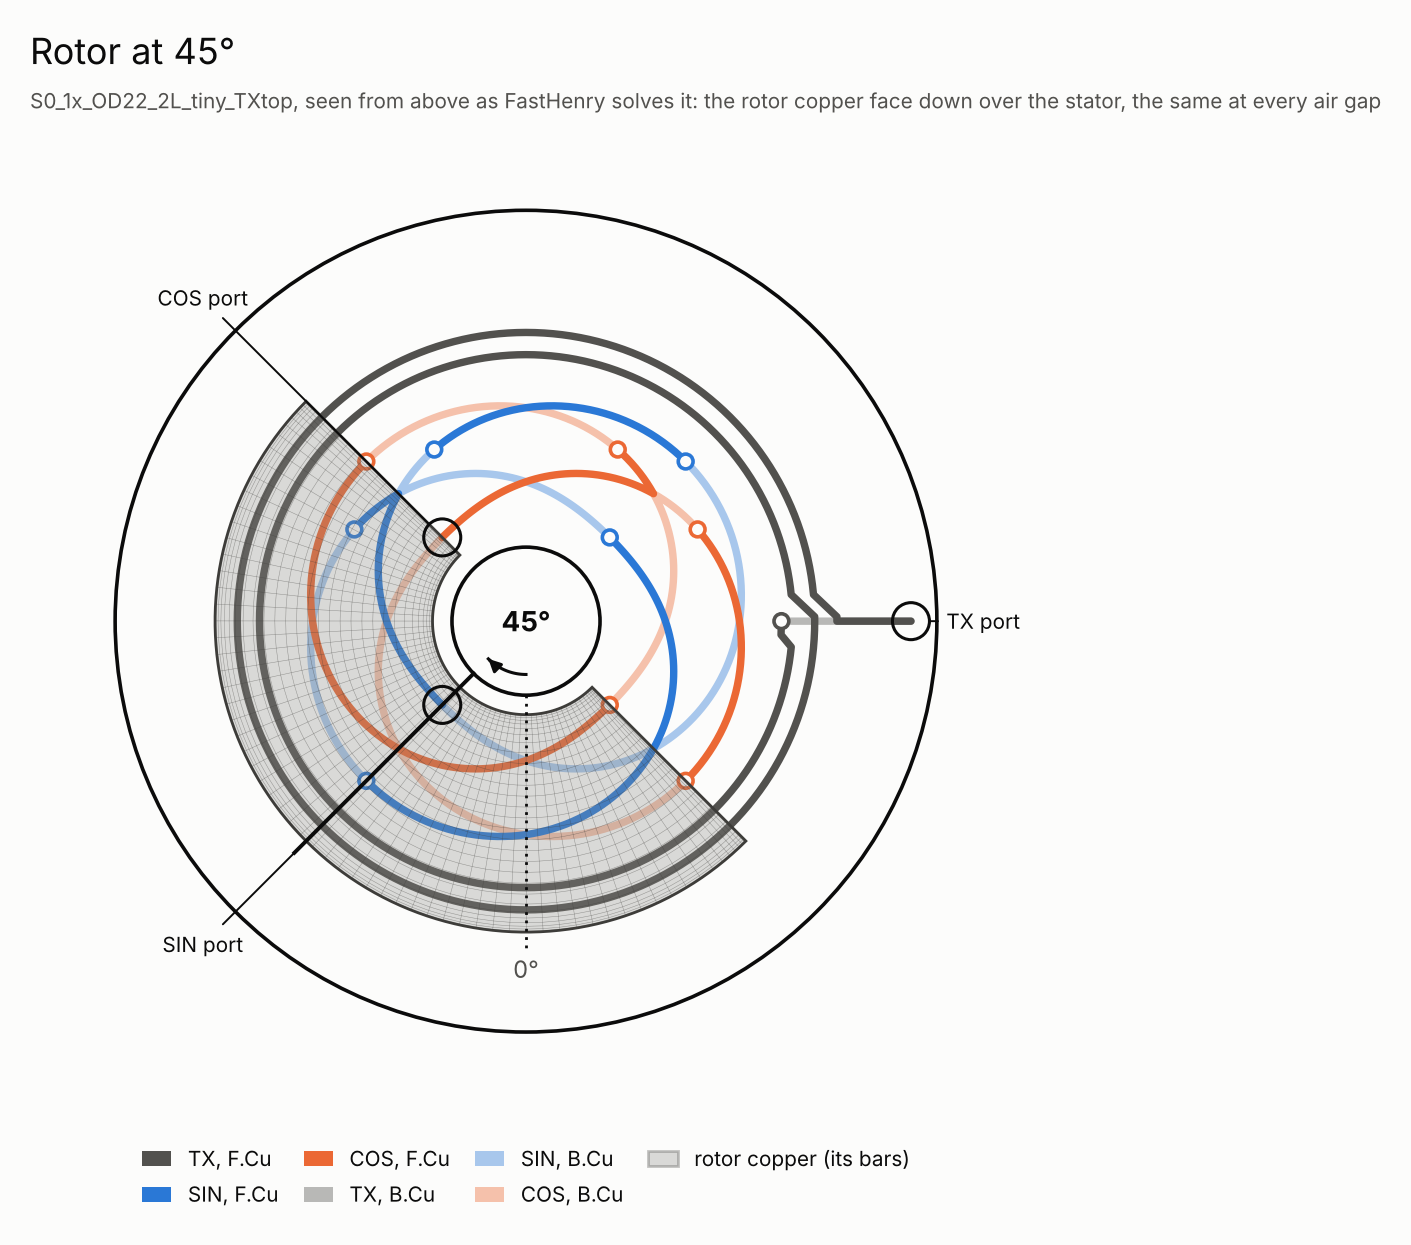 Rotor at 45°
S0_1x_OD22_2L_tiny_TXtop, seen from above as FastHenry solves it: the rotor copper face down over the stator, the same at every air gap
COS port
45°
TX port
SIN port
0°
TX, F.Cu
COS, F.Cu
SIN, B.Cu
rotor copper (its bars)
SIN, F.Cu
TX, B.Cu
COS, B.Cu